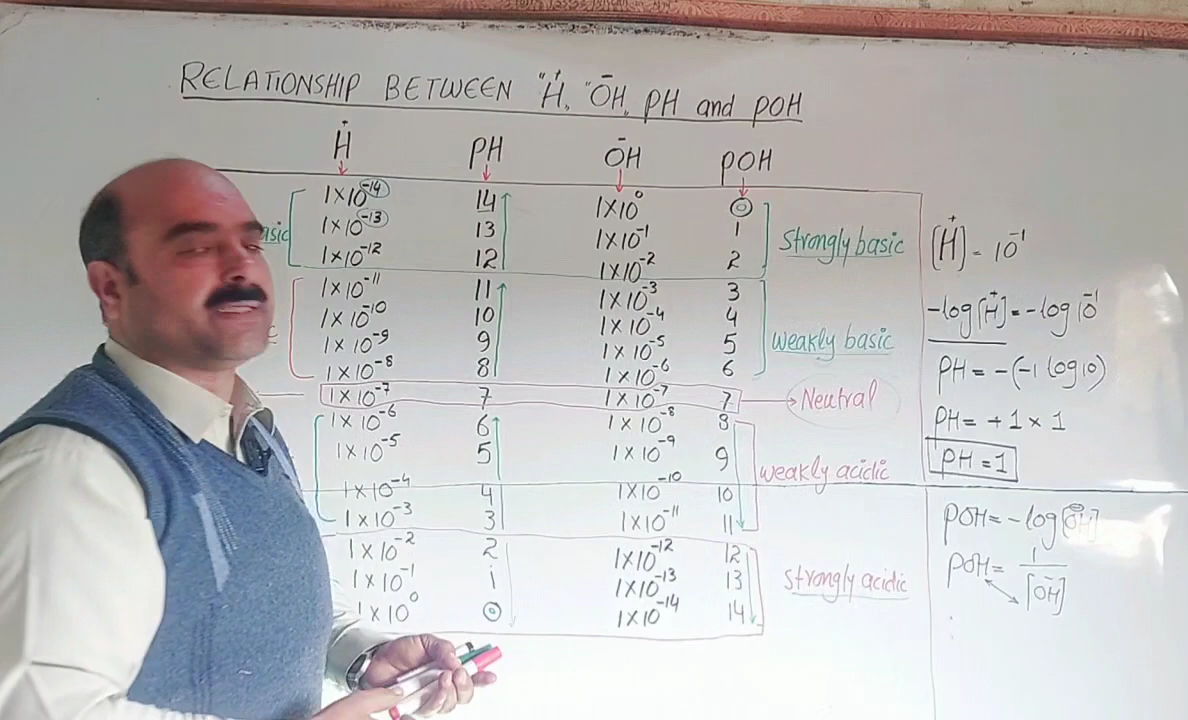 RELATIONSHIP BETWEEN "H⁺, "O⁻H, PH and POH
H⁺ PH O⁻H POH
1×10⁻¹⁴ 14 1×10⁰ 0
1×10⁻¹³ 13 1×10⁻¹ 1
asic 1×10⁻¹² 12 1×10⁻² 2 Strongly basic
1×10⁻¹¹ 11 1×10⁻³ 3
1×10⁻¹⁰ 10 1×10⁻⁴ 4
1×10⁻⁹ 9 1×10⁻⁵ 5 weakly basic
1×10⁻⁸ 8 1×10⁻⁶ 6
1×10⁻⁷ 7 1×10⁻⁷ 7 → Neutral
1×10⁻⁶ 6 1×10⁻⁸ 8
1×10⁻⁵ 5 1×10⁻⁹ 9 weakly acidic
1×10⁻⁴ 4 1×10⁻¹⁰ 10
1×10⁻³ 3 1×10⁻¹¹ 11
1×10⁻² 2 1×10⁻¹² 12
1×10⁻¹ 1 1×10⁻¹³ 13 strongly acidic
1×10⁰ 0 1×10⁻¹⁴ 14
[H⁺] = 10⁻¹
-log[H⁺] = -log 10⁻¹
PH = -(-1 log 10)
PH = +1 × 1
PH = 1
POH = -log[O⁻H]
POH = 1/[O⁻H]